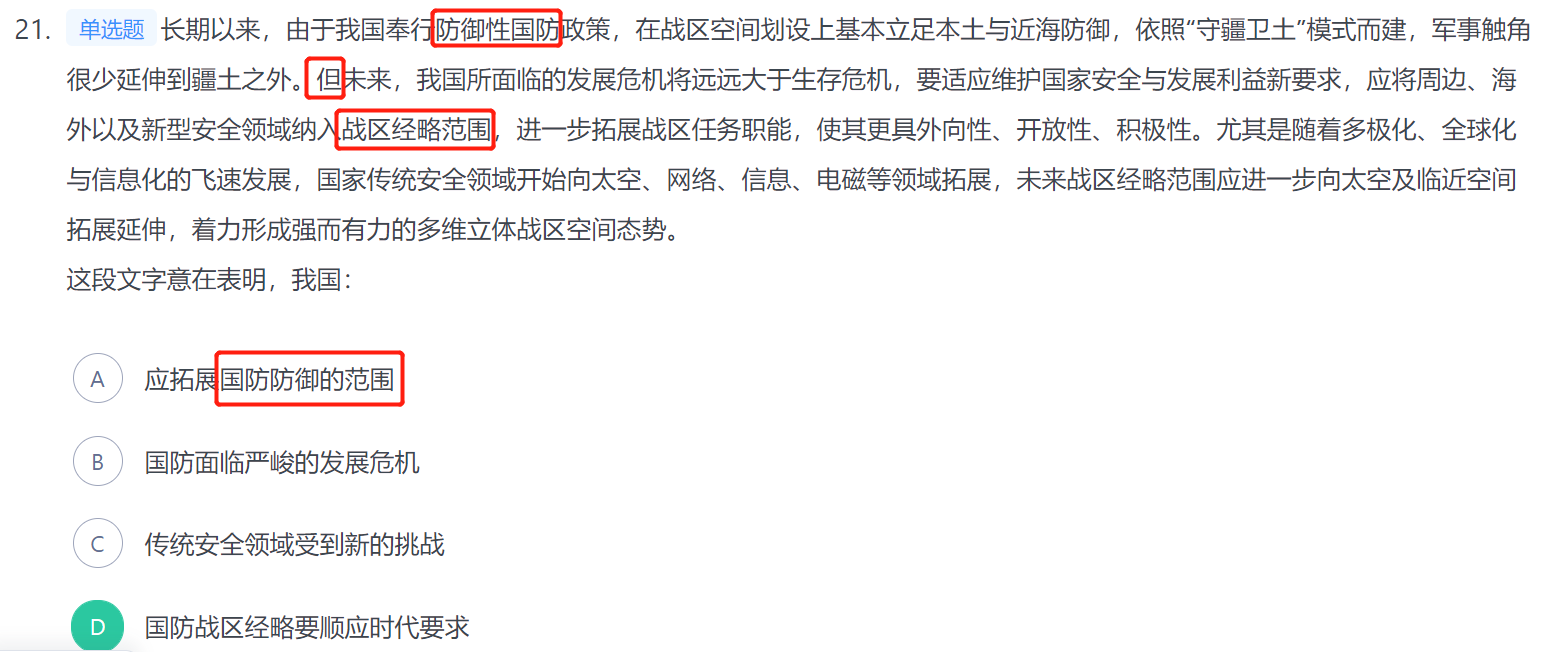 21. 单选题 长期以来，由于我国奉行防御性国防政策，在战区空间划设上基本立足本土与近海防御，依照“守疆卫土”模式而建，军事触角
很少延伸到疆土之外。但未来，我国所面临的发展危机将远远大于生存危机，要适应维护国家安全与发展利益新要求，应将周边、海
外以及新型安全领域纳入战区经略范围，进一步拓展战区任务职能，使其更具外向性、开放性、积极性。尤其是随着多极化、全球化
与信息化的飞速发展，国家传统安全领域开始向太空、网络、信息、电磁等领域拓展，未来战区经略范围应进一步向太空及临近空间
拓展延伸，着力形成强而有力的多维立体战区空间态势。
这段文字意在表明，我国：
A 应拓展国防防御的范围
B 国防面临严峻的发展危机
C 传统安全领域受到新的挑战
D 国防战区经略要顺应时代要求